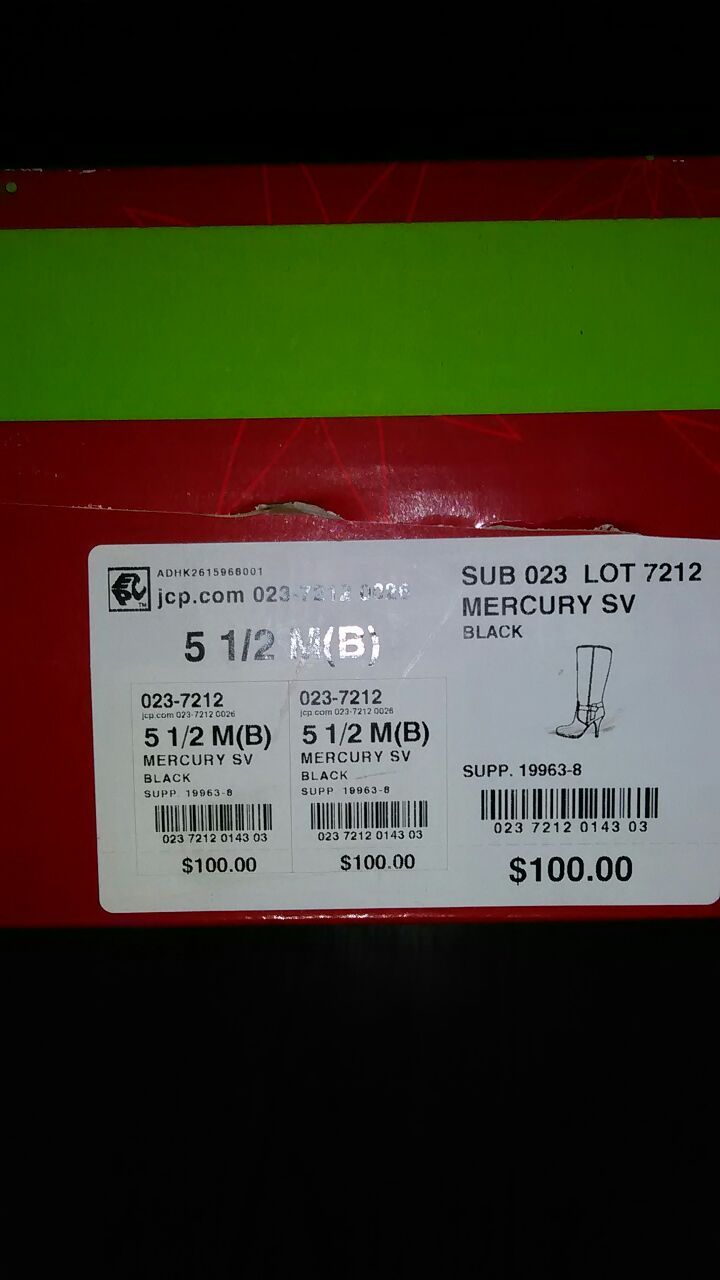 ADHK2615968001
jcp.com 023-7212 0026
5 1/2 M(B)
023-7212
jcp.com 023-7212 0026
5 1/2 M(B)
MERCURY SV
BLACK
SUPP. 19963-8
023 7212 0143 03
$100.00
023-7212
jcp.com 023-7212 0026
5 1/2 M(B)
MERCURY SV
BLACK
SUPP 19963-8
023 7212 0143 03
$100.00
SUB 023 LOT 7212
MERCURY SV
BLACK
SUPP. 19963-8
023 7212 0143 03
$100.00